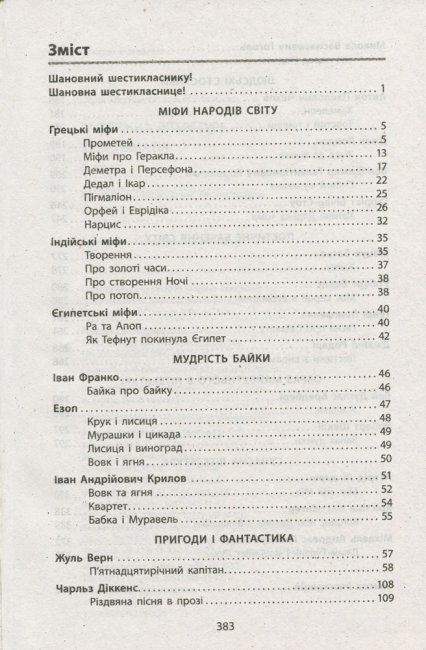 Зміст
Шановний шестикласнику!
Шановна шестикласнице! 1
МІФИ НАРОДІВ СВІТУ
Грецькі міфи 5
Прометей 5
Міфи про Геракла 13
Деметра і Персефона 17
Дедал і Ікар 22
Пігмаліон 25
Орфей і Еврідіка 26
Нарцис 32
Індійські міфи 35
Творення 35
Про золоті часи 37
Про створення Ночі 38
Про потоп 38
Єгипетські міфи 40
Ра та Апоп 40
Як Тефнут покинула Єгипет 42
МУДРІСТЬ БАЙКИ
Іван Франко 46
Байка про байку 46
Езоп 47
Крук і лисиця 48
Мурашки і цикада 49
Лисиця і виноград 49
Вовк і ягня 50
Іван Андрійович Крилов 51
Вовк та ягня 52
Квартет 54
Бабка і Муравель 55
ПРИГОДИ І ФАНТАСТИКА
Жуль Верн 57
П'ятнадцятирічний капітан 58
Чарльз Діккенс 108
Різдвяна пісня в прозі 109
383